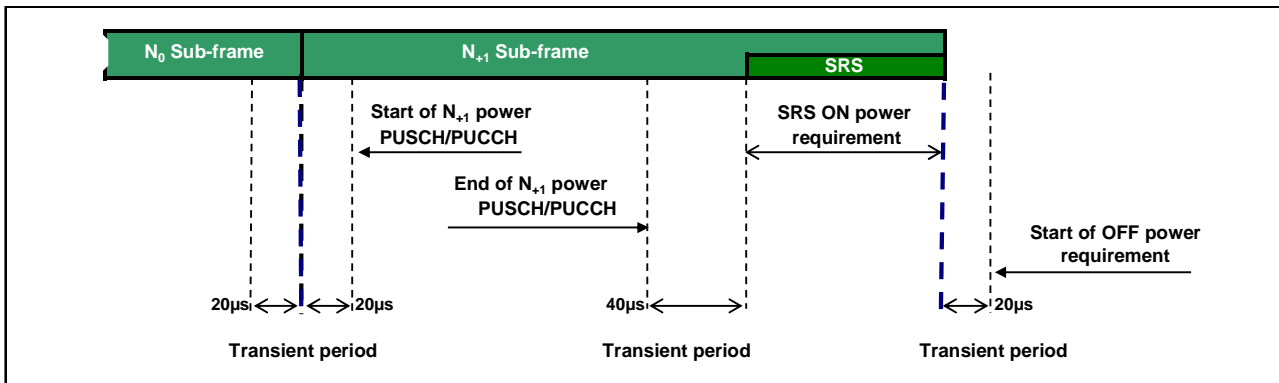 N0 Sub-frame
N+1 Sub-frame
SRS
Start of N+1 power
PUSCH/PUCCH
SRS ON power
requirement
End of N+1 power
PUSCH/PUCCH
Start of OFF power
requirement
20µs
20µs
40µs
20µs
Transient period
Transient period
Transient period